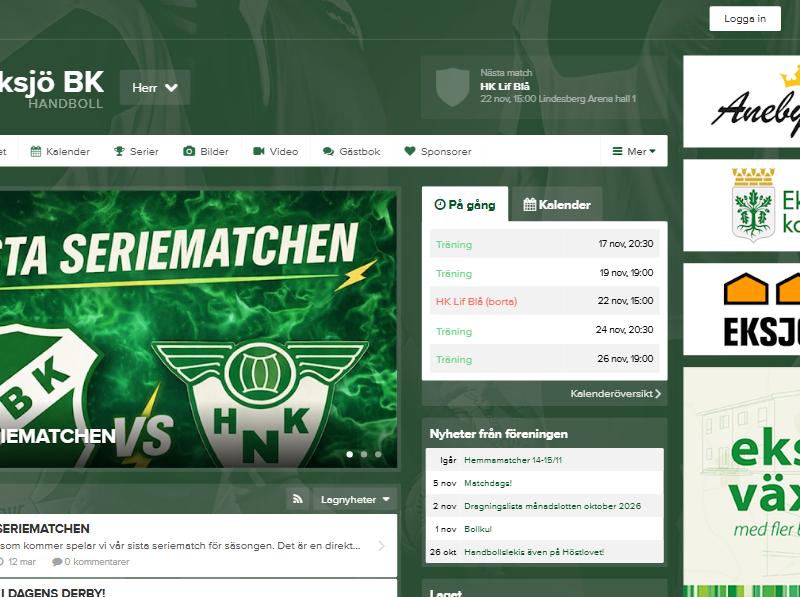 Logga in
ksjö BK
HANDBOLL
Herr
Nästa match
HK Lif Blå
22 nov, 15:00 Lindesberg Arena hall 1
et
Kalender
Serier
Bilder
Video
Gästbok
Sponsorer
Mer
STA SERIEMATCHEN
BK
VS
HNK
IEMATCHEN
På gång
Kalender
Träning 17 nov, 20:30
Träning 19 nov, 19:00
HK Lif Blå (borta) 22 nov, 15:00
Träning 24 nov, 20:30
Träning 26 nov, 19:00
Kalenderöversikt
Nyheter från föreningen
Igår Hemmamatcher 14-15/11
5 nov Matchdags!
2 nov Dragningslista månadslotten oktober 2026
1 nov Bollkul
26 okt Handbollslekis även på Höstlovet!
Laget
Lagnyheter
SERIEMATCHEN
som kommer spelar vi vår sista seriematch för säsongen. Det är en direkt...
12 mar 0 kommentarer
I DAGENS DERBY!
Aneby
Ek
ko
EKSJÖ
eks
väx
med fler b